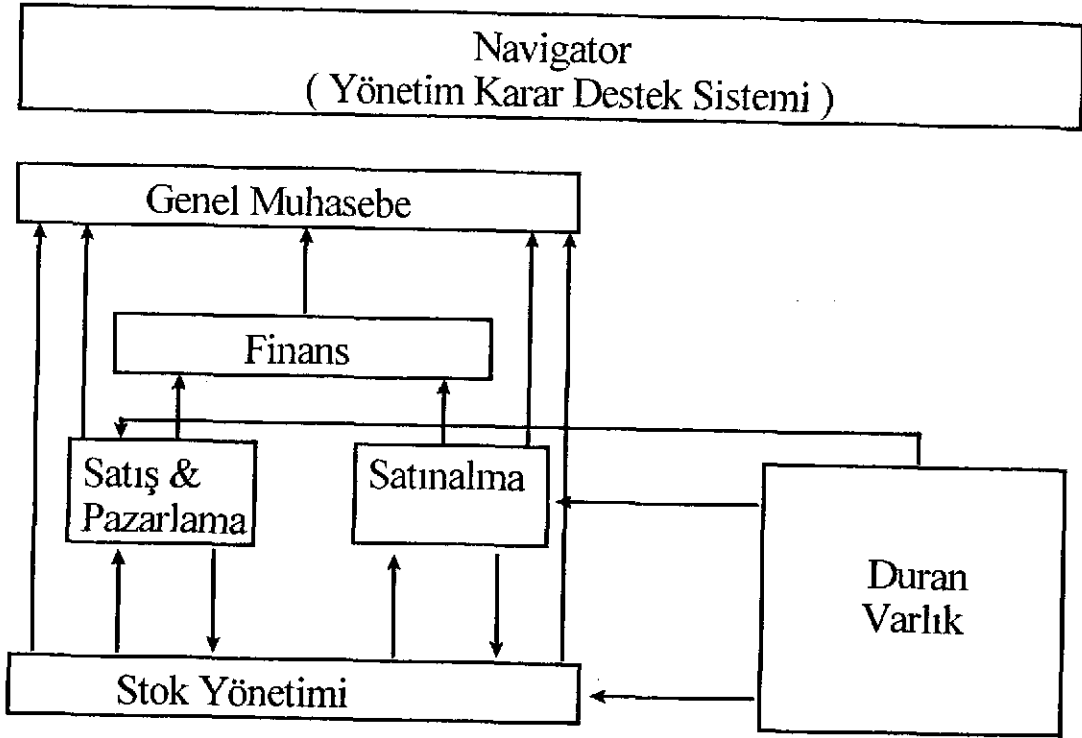 Navigator
( Yönetim Karar Destek Sistemi )
Genel Muhasebe
Finans
Satış &
Pazarlama
Satınalma
Duran
Varlık
Stok Yönetimi